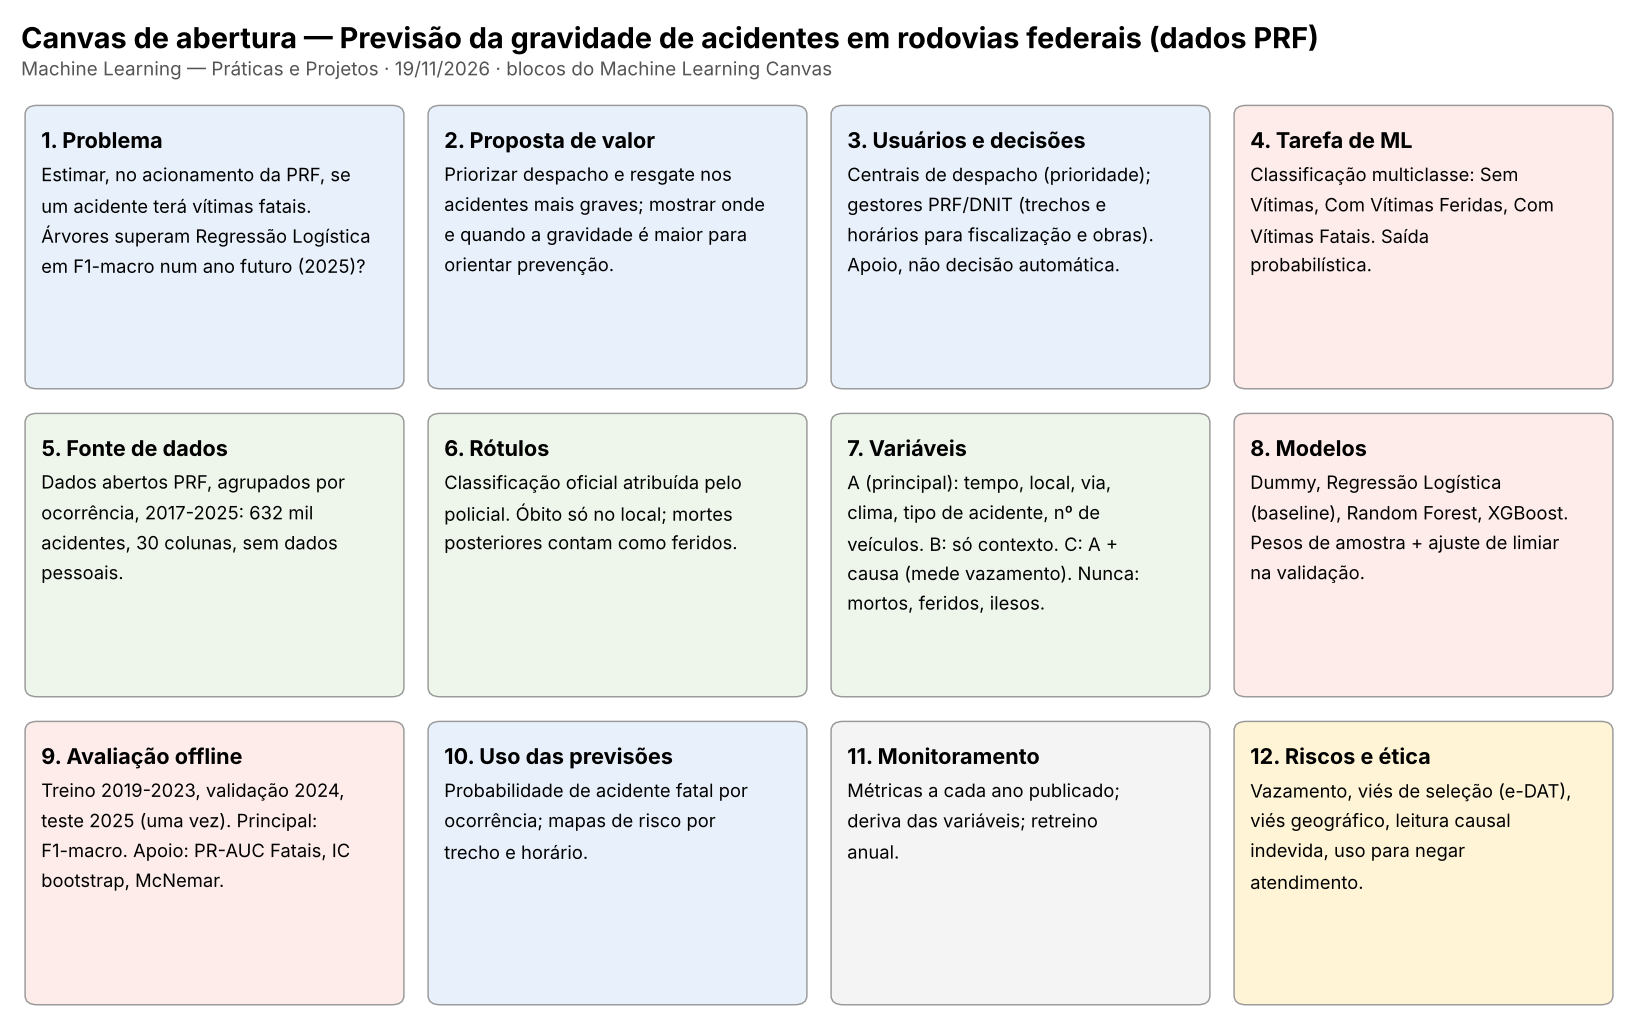 Canvas de abertura — Previsão da gravidade de acidentes em rodovias federais (dados PRF)
Machine Learning — Práticas e Projetos · 19/11/2026 · blocos do Machine Learning Canvas
1. Problema
Estimar, no acionamento da PRF, se
um acidente terá vítimas fatais.
Árvores superam Regressão Logística
em F1-macro num ano futuro (2025)?
2. Proposta de valor
Priorizar despacho e resgate nos
acidentes mais graves; mostrar onde
e quando a gravidade é maior para
orientar prevenção.
3. Usuários e decisões
Centrais de despacho (prioridade);
gestores PRF/DNIT (trechos e
horários para fiscalização e obras).
Apoio, não decisão automática.
4. Tarefa de ML
Classificação multiclasse: Sem
Vítimas, Com Vítimas Feridas, Com
Vítimas Fatais. Saída
probabilística.
5. Fonte de dados
Dados abertos PRF, agrupados por
ocorrência, 2017-2025: 632 mil
acidentes, 30 colunas, sem dados
pessoais.
6. Rótulos
Classificação oficial atribuída pelo
policial. Óbito só no local; mortes
posteriores contam como feridos.
7. Variáveis
A (principal): tempo, local, via,
clima, tipo de acidente, nº de
veículos. B: só contexto. C: A +
causa (mede vazamento). Nunca:
mortos, feridos, ilesos.
8. Modelos
Dummy, Regressão Logística
(baseline), Random Forest, XGBoost.
Pesos de amostra + ajuste de limiar
na validação.
9. Avaliação offline
Treino 2019-2023, validação 2024,
teste 2025 (uma vez). Principal:
F1-macro. Apoio: PR-AUC Fatais, IC
bootstrap, McNemar.
10. Uso das previsões
Probabilidade de acidente fatal por
ocorrência; mapas de risco por
trecho e horário.
11. Monitoramento
Métricas a cada ano publicado;
deriva das variáveis; retreino
anual.
12. Riscos e ética
Vazamento, viés de seleção (e-DAT),
viés geográfico, leitura causal
indevida, uso para negar
atendimento.